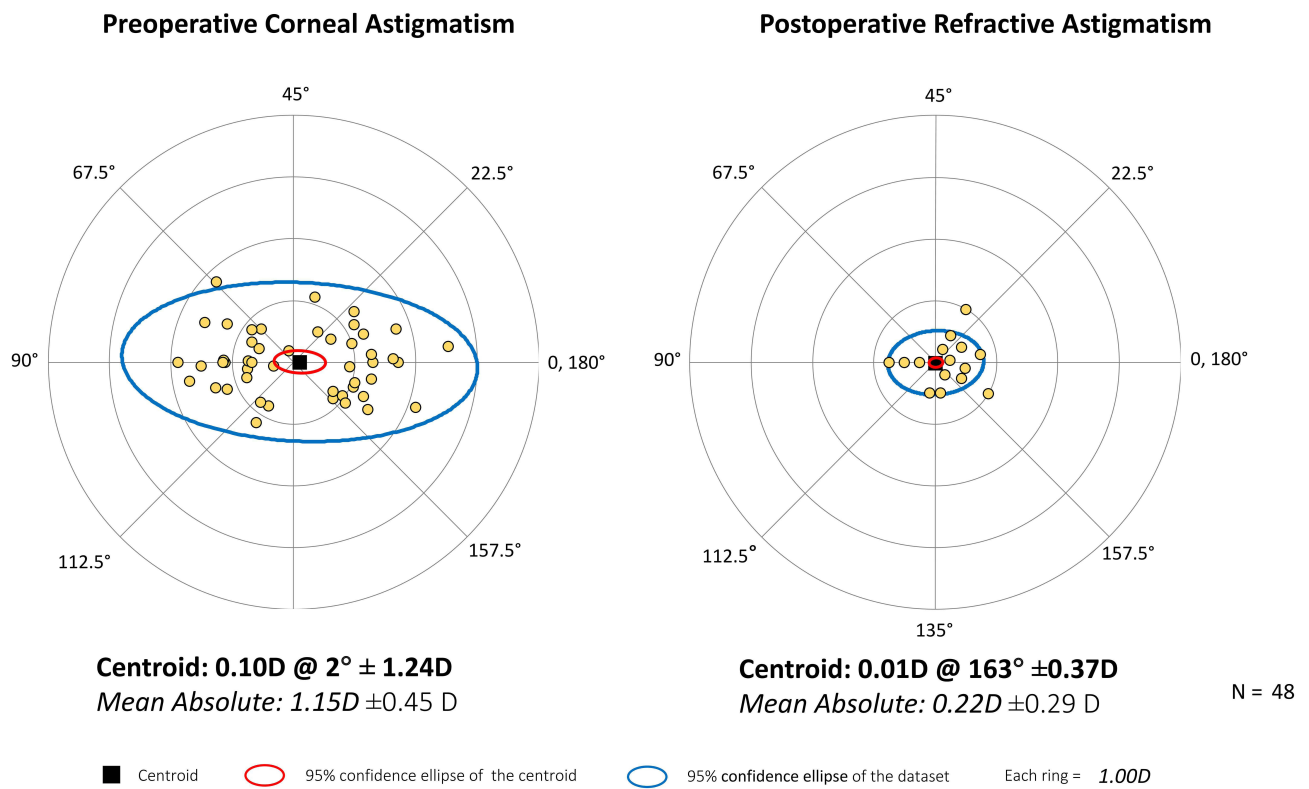 Preoperative Corneal Astigmatism
Postoperative Refractive Astigmatism
45°
67.5°
22.5°
90°
0, 180°
112.5°
157.5°
45°
67.5°
22.5°
90°
0, 180°
112.5°
157.5°
135°
Centroid: 0.10D @ 2° ± 1.24D
Mean Absolute: 1.15D ±0.45 D
Centroid: 0.01D @ 163° ±0.37D
Mean Absolute: 0.22D ±0.29 D
N = 48
Centroid
95% confidence ellipse of the centroid
95% confidence ellipse of the dataset
Each ring = 1.00D